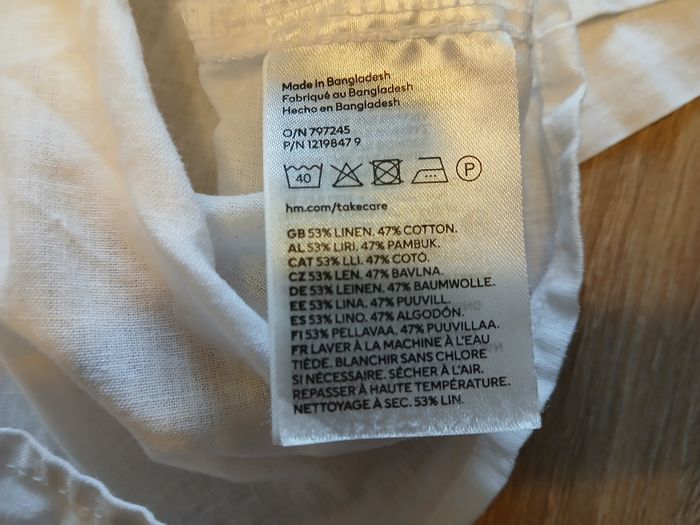 Made in Bangladesh
Fabriqué au Bangladesh
Hecho en Bangladesh
O/N 797245
P/N 1219847 9
40
P
hm.com/takecare
GB 53% LINEN. 47% COTTON.
AL 53% LIRI. 47% PAMBUK.
CAT 53% LLI. 47% COTÓ.
CZ 53% LEN. 47% BAVLNA.
DE 53% LEINEN. 47% BAUMWOLLE.
EE 53% LINA. 47% PUUVILL.
ES 53% LINO. 47% ALGODÓN.
FI 53% PELLAVAA. 47% PUUVILLAA.
FR LAVER À LA MACHINE À L'EAU
TIÈDE. BLANCHIR SANS CHLORE
SI NÉCESSAIRE. SÉCHER À L'AIR.
REPASSER À HAUTE TEMPÉRATURE.
NETTOYAGE À SEC. 53% LIN.